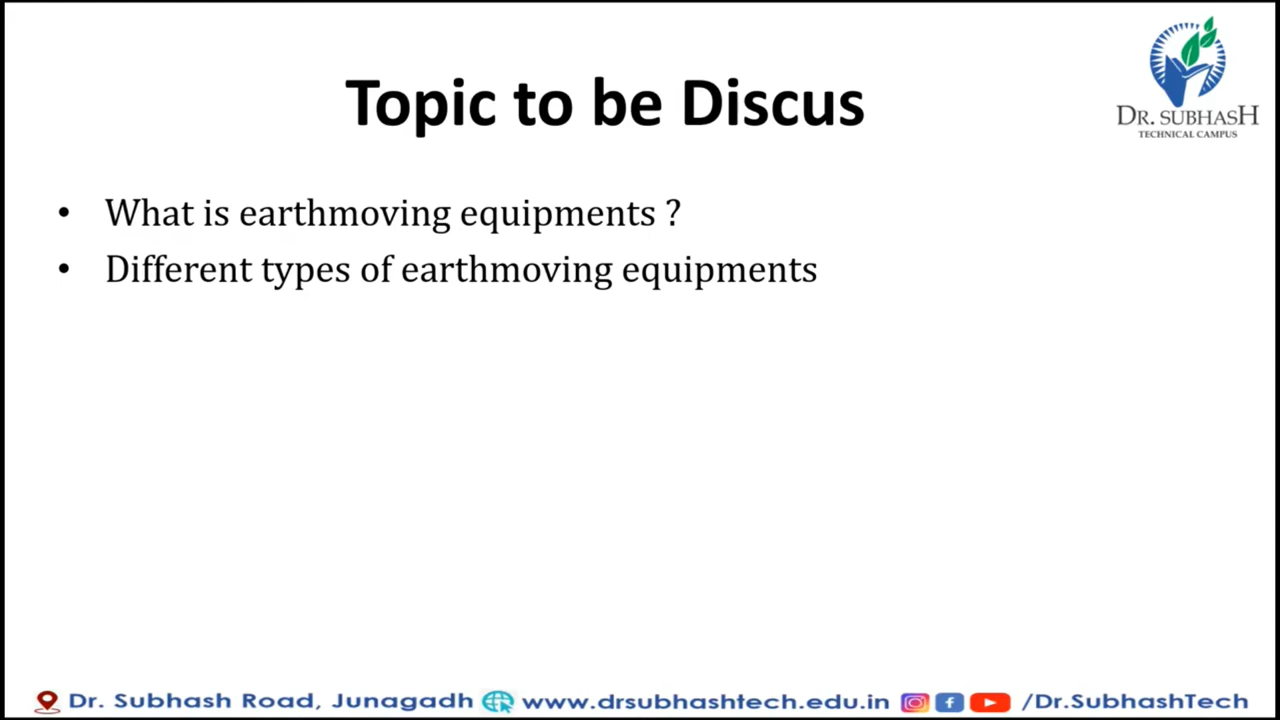 Topic to be Discus
DR. SUBHASH
TECHNICAL CAMPUS
• What is earthmoving equipments ?
• Different types of earthmoving equipments
Dr. Subhash Road, Junagadh www.drsubhashtech.edu.in /Dr.SubhashTech